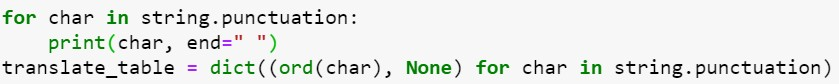 for char in string.punctuation:
    print(char, end=" ")
translate_table = dict((ord(char), None) for char in string.punctuation)